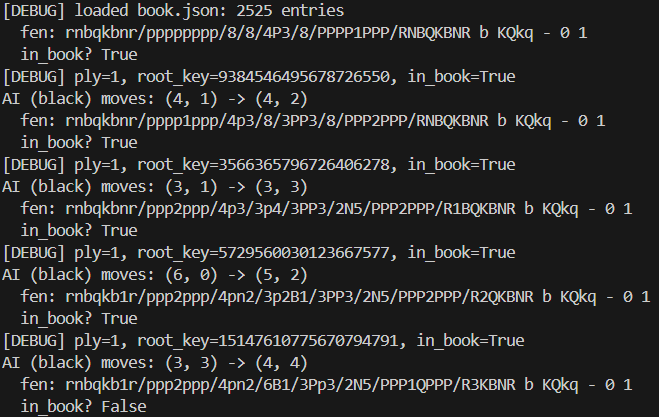 [DEBUG] loaded book.json: 2525 entries
  fen: rnbqkbnr/pppppppp/8/8/4P3/8/PPPP1PPP/RNBQKBNR b KQkq - 0 1
  in_book? True
[DEBUG] ply=1, root_key=9384546495678726550, in_book=True
AI (black) moves: (4, 1) -> (4, 2)
  fen: rnbqkbnr/pppp1ppp/4p3/8/3PP3/8/PPP2PPP/RNBQKBNR b KQkq - 0 1
  in_book? True
[DEBUG] ply=1, root_key=3566365796726406278, in_book=True
AI (black) moves: (3, 1) -> (3, 3)
  fen: rnbqkbnr/ppp2ppp/4p3/3p4/3PP3/2N5/PPP2PPP/R1BQKBNR b KQkq - 0 1
  in_book? True
[DEBUG] ply=1, root_key=5729560030123667577, in_book=True
AI (black) moves: (6, 0) -> (5, 2)
  fen: rnbqkb1r/ppp2ppp/4pn2/3p2B1/3PP3/2N5/PPP2PPP/R2QKBNR b KQkq - 0 1
  in_book? True
[DEBUG] ply=1, root_key=15147610775670794791, in_book=True
AI (black) moves: (3, 3) -> (4, 4)
  fen: rnbqkb1r/ppp2ppp/4pn2/6B1/3Pp3/2N5/PPP1QPPP/R3KBNR b KQkq - 0 1
  in_book? False